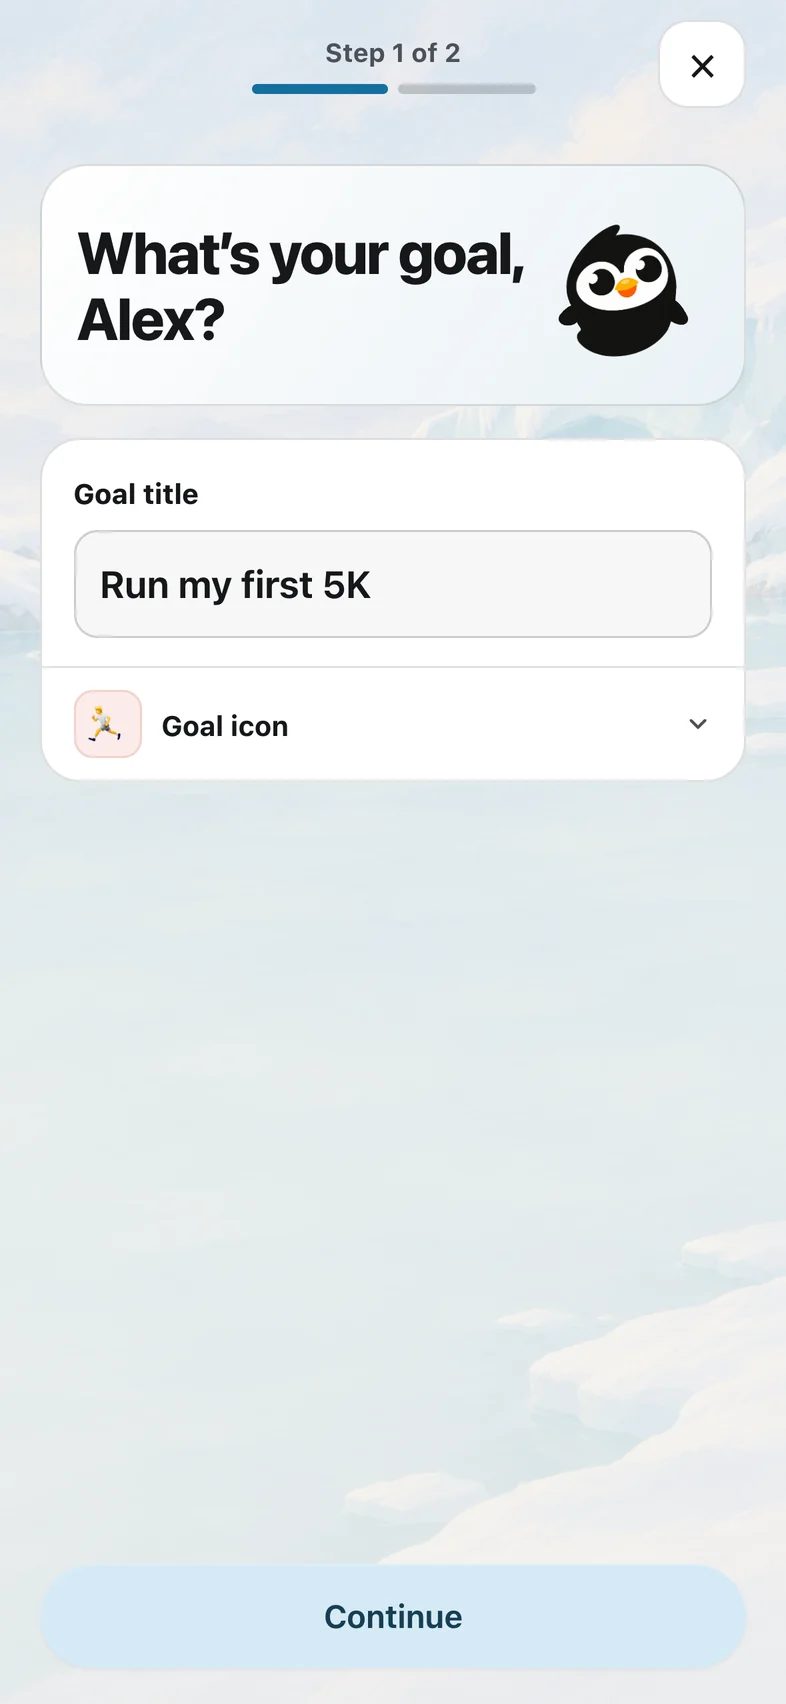 Step 1 of 2
What's your goal,
Alex?
Goal title
Run my first 5K
Goal icon
Continue